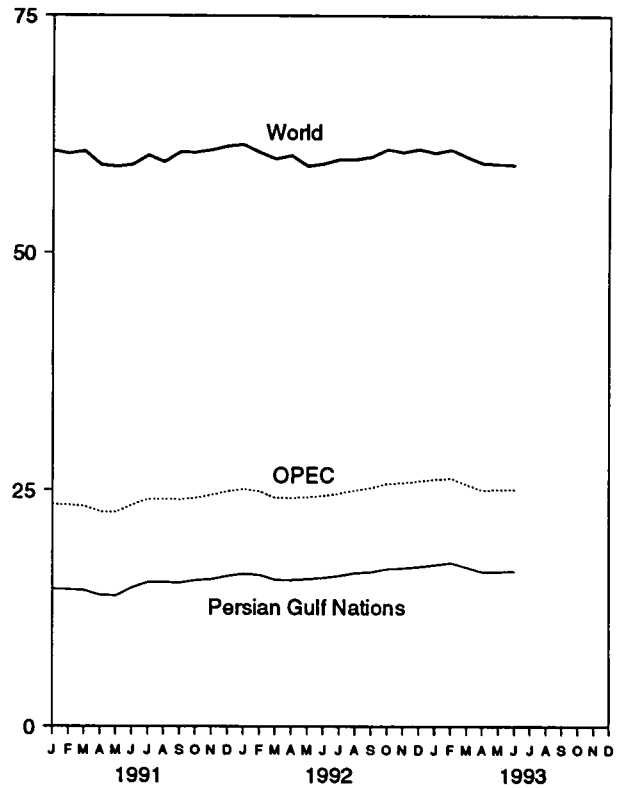 75
World
50
OPEC
25
Persian Gulf Nations
0
J F M A M J J A S O N D J F M A M J J A S O N D J F M A M J J A S O N D
1991 1992 1993